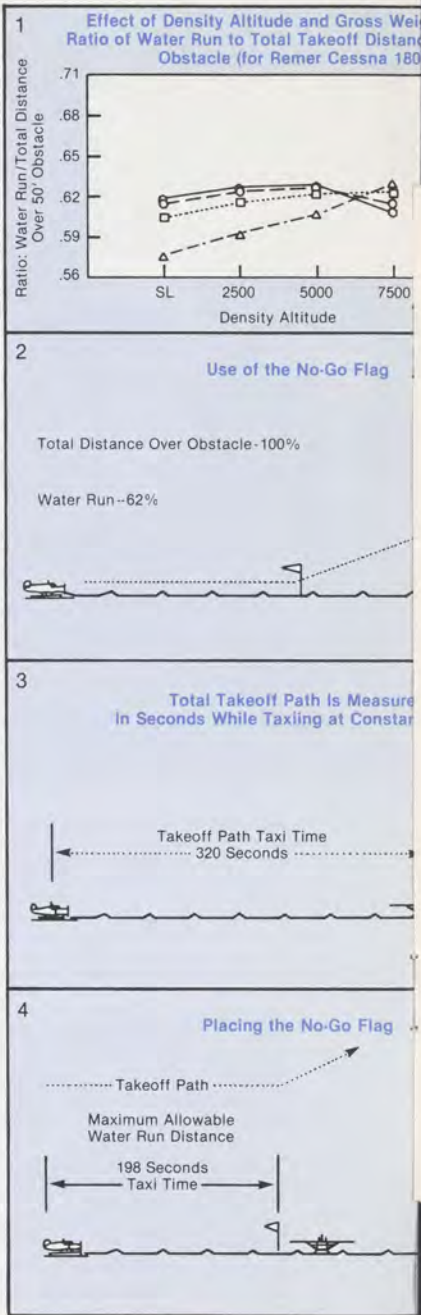 1
Effect of Density Altitude and Gross
Ratio of Water Run to Total Takeoff
Obstacle (for Remer Cessna 180
Ratio: Water Run/Total Distance
Over 50' Obstacle
.71
.68
.65
.62
.59
.56
SL 2500 5000 7500
Density Altitude
2
Use of the No-Go Flag
Total Distance Over Obstacle-100%
Water Run--62%
3
Total Takeoff Path Is
In Seconds While Taxiing at
Takeoff Path Taxi Time
320 Seconds
4
Placing the No-Go Flag
Takeoff Path
Maximum Allowable
Water Run Distance
198 Seconds
Taxi Time